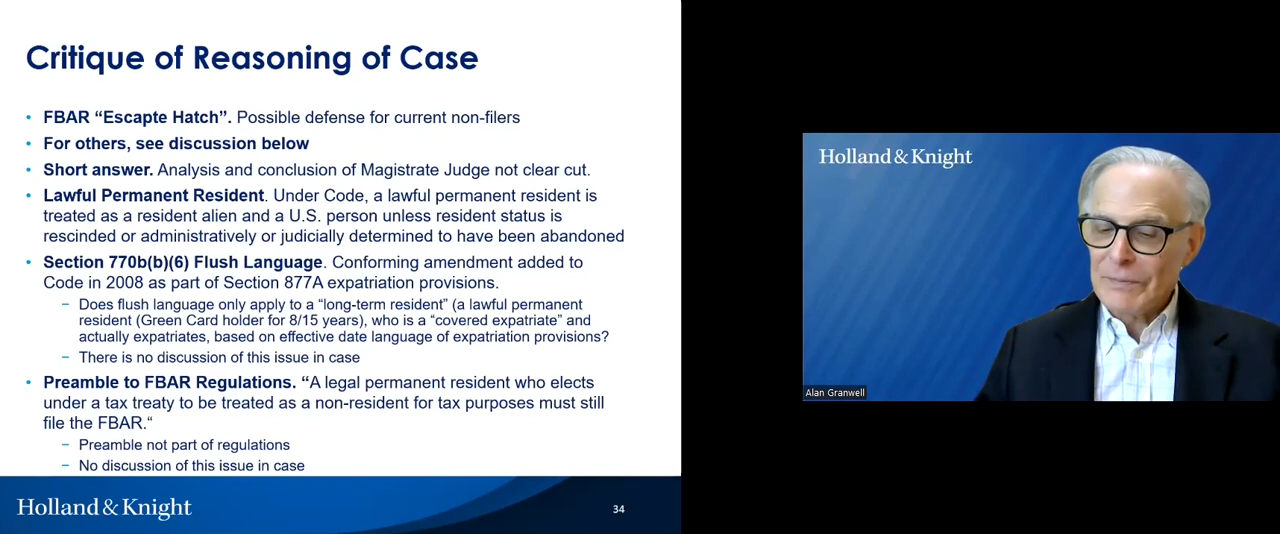 Critique of Reasoning of Case
• FBAR “Escapte Hatch”. Possible defense for current non-filers
• For others, see discussion below
• Short answer. Analysis and conclusion of Magistrate Judge not clear cut.
• Lawful Permanent Resident. Under Code, a lawful permanent resident is
treated as a resident alien and a U.S. person unless resident status is
rescinded or administratively or judicially determined to have been abandoned
• Section 770b(b)(6) Flush Language. Conforming amendment added to
Code in 2008 as part of Section 877A expatriation provisions.
− Does flush language only apply to a “long-term resident” (a lawful permanent
resident (Green Card holder for 8/15 years), who is a “covered expatriate” and
actually expatriates, based on effective date language of expatriation provisions?
− There is no discussion of this issue in case
• Preamble to FBAR Regulations. “A legal permanent resident who elects
under a tax treaty to be treated as a non-resident for tax purposes must still
file the FBAR.“
− Preamble not part of regulations
− No discussion of this issue in case
Holland & Knight
34
Holland & Knight
Alan Granwell